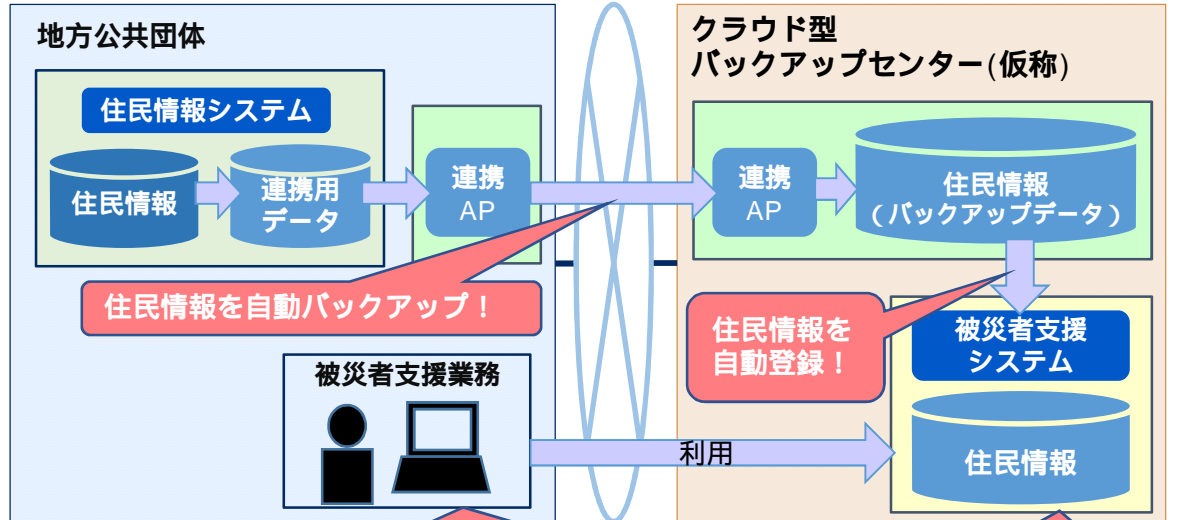 地方公共団体
住民情報システム
住民情報
連携用
データ
連携
AP
住民情報を自動バックアップ！
被災者支援業務
利用
クラウド型
バックアップセンター(仮称)
連携
AP
住民情報
（バックアップデータ）
住民情報を
自動登録！
被災者支援
システム
住民情報